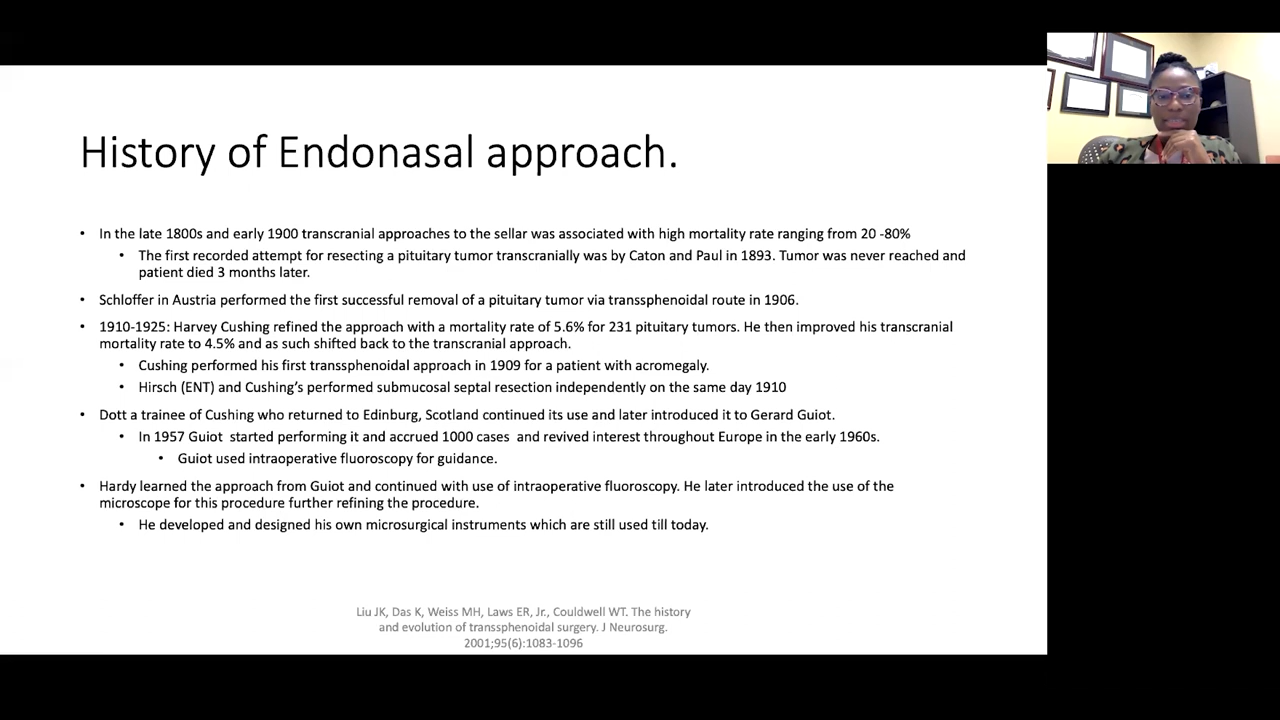 History of Endonasal approach.
• In the late 1800s and early 1900 transcranial approaches to the sellar was associated with high mortality rate ranging from 20 -80%
• The first recorded attempt for resecting a pituitary tumor transcranially was by Caton and Paul in 1893. Tumor was never reached and
patient died 3 months later.
• Schloffer in Austria performed the first successful removal of a pituitary tumor via transsphenoidal route in 1906.
• 1910-1925: Harvey Cushing refined the approach with a mortality rate of 5.6% for 231 pituitary tumors. He then improved his transcranial
mortality rate to 4.5% and as such shifted back to the transcranial approach.
• Cushing performed his first transsphenoidal approach in 1909 for a patient with acromegaly.
• Hirsch (ENT) and Cushing's performed submucosal septal resection independently on the same day 1910
• Dott a trainee of Cushing who returned to Edinburg, Scotland continued its use and later introduced it to Gerard Guiot.
• In 1957 Guiot started performing it and accrued 1000 cases and revived interest throughout Europe in the early 1960s.
• Guiot used intraoperative fluoroscopy for guidance.
• Hardy learned the approach from Guiot and continued with use of intraoperative fluoroscopy. He later introduced the use of the
microscope for this procedure further refining the procedure.
• He developed and designed his own microsurgical instruments which are still used till today.
Liu JK, Das K, Weiss MH, Laws ER, Jr., Couldwell WT. The history
and evolution of transsphenoidal surgery. J Neurosurg.
2001;95(6):1083-1096